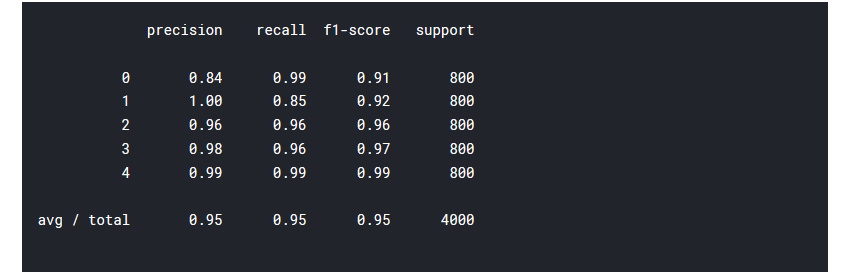 precision recall f1-score support
0 0.84 0.99 0.91 800
1 1.00 0.85 0.92 800
2 0.96 0.96 0.96 800
3 0.98 0.96 0.97 800
4 0.99 0.99 0.99 800
avg / total 0.95 0.95 0.95 4000